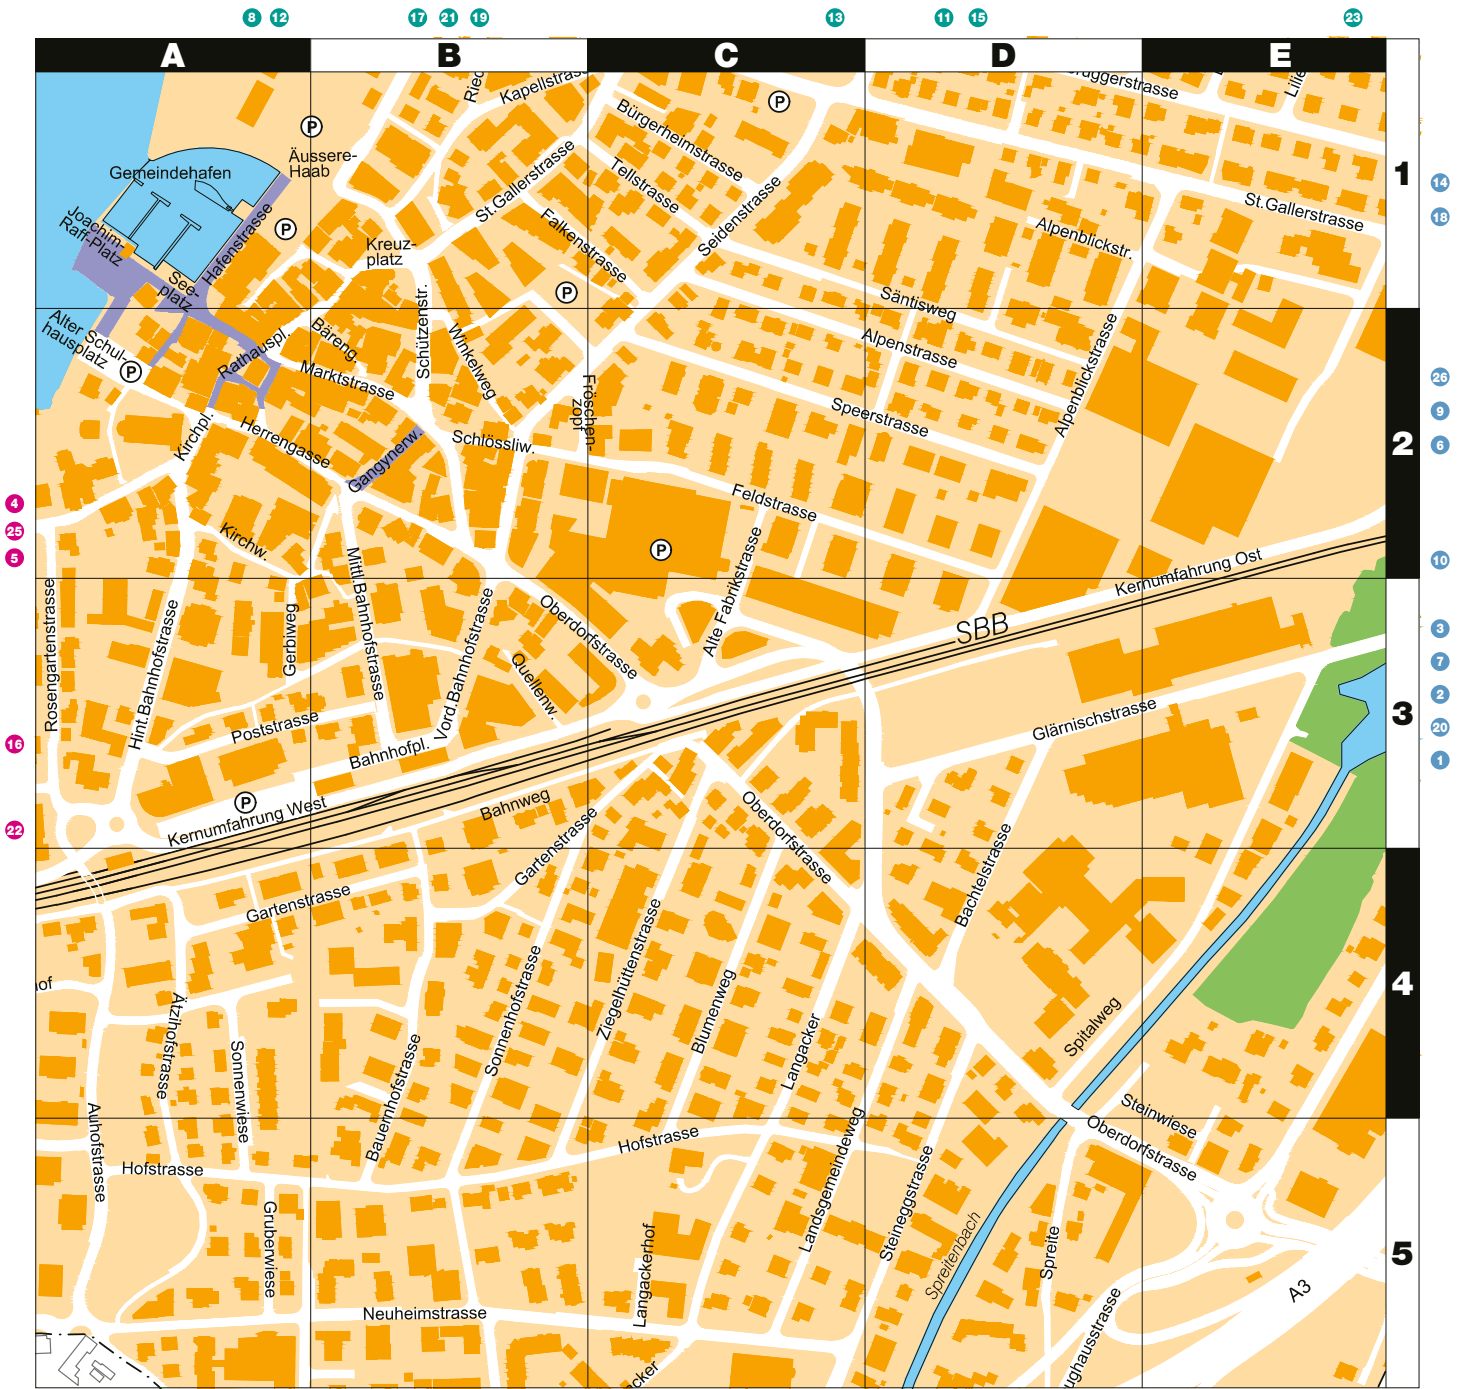 8 12 17 21 19 13 11 15 23
A B C D E
1
2
3
4
5
14
18
26
9
6
10
3
7
2
20
1
4
25
5
16
22
Kapellstrass
P
P
P
P
P
P
P
P
Äussere-
Haab
Gemeindehafen
Joachim-
Raff-Platz
Hafenstrasse
See-
platz
Kreuz-
platz
St.Gallerstrasse
Bürgerheimstrasse
Tellstrasse
Falkenstrasse
Seidenstrasse
Alpenblickstr.
St.Gallerstrasse
Säntisweg
Alter Schul-
hausplatz
Rathauspl.
Bäreng.
Schützenstr.
Winkelweg
Marktstrasse
Fröschen-
zopf
Alpenstrasse
Speerstrasse
Alpenblickstrasse
Kirchpl.
Herrengasse
Gangynerw.
Schlössliw.
Feldstrasse
Kirchw.
Alte Fabrikstrasse
Kernumfahrung Ost
SBB
Rosengartenstrasse
Hint.Bahnhofstrasse
Gerbiweg
Mittl.Bahnhofstrasse
Vord.Bahnhofstrasse
Oberdorfstrasse
Quellenw.
Poststrasse
Bahnhofpl.
Glärnischstrasse
Kernumfahrung West
Bahnweg
Gartenstrasse
Oberdorfstrasse
Gartenstrasse
Bachtelstrasse
Ziegelhüttenstrasse
Sonnenhofstrasse
Blumenweg
Langacker
Spitalweg
Ätzihofstrasse
Sonnenwiese
Bauernhofstrasse
Auhofstrasse
Hofstrasse
Hofstrasse
Steinwiese
Oberdorfstrasse
Landsgemeindeweg
Steineggstrasse
Gruberwiese
Langackerhof
Spreitenbach
Spreite
A3
Neuheimstrasse